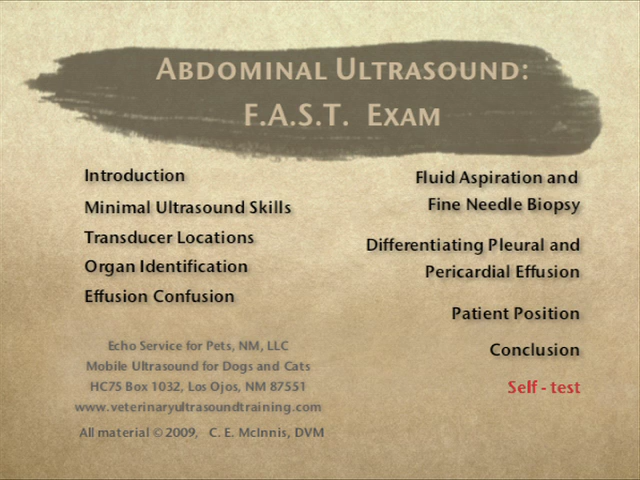 Abdominal Ultrasound:
F.A.S.T. Exam
Introduction
Minimal Ultrasound Skills
Transducer Locations
Organ Identification
Effusion Confusion
Fluid Aspiration and
Fine Needle Biopsy
Differentiating Pleural and
Pericardial Effusion
Patient Position
Conclusion
Self - test
Echo Service for Pets, NM, LLC
Mobile Ultrasound for Dogs and Cats
HC75 Box 1032, Los Ojos, NM 87551
www.veterinaryultrasoundtraining.com
All material © 2009, C. E. McInnis, DVM